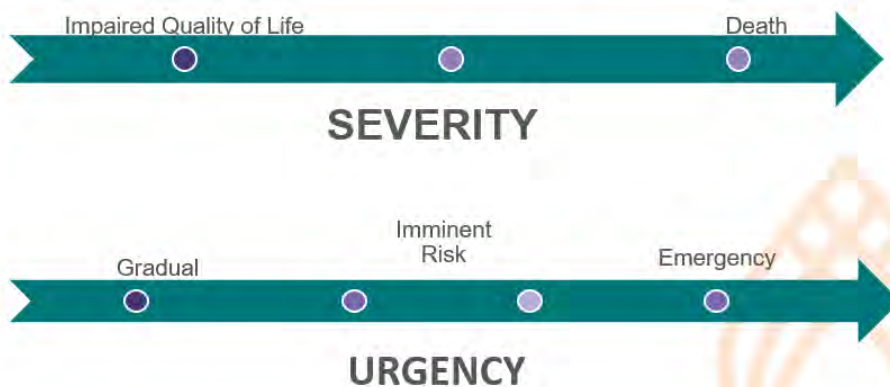 Impaired Quality of Life
Death
SEVERITY
Imminent
Risk
Gradual
Emergency
URGENCY